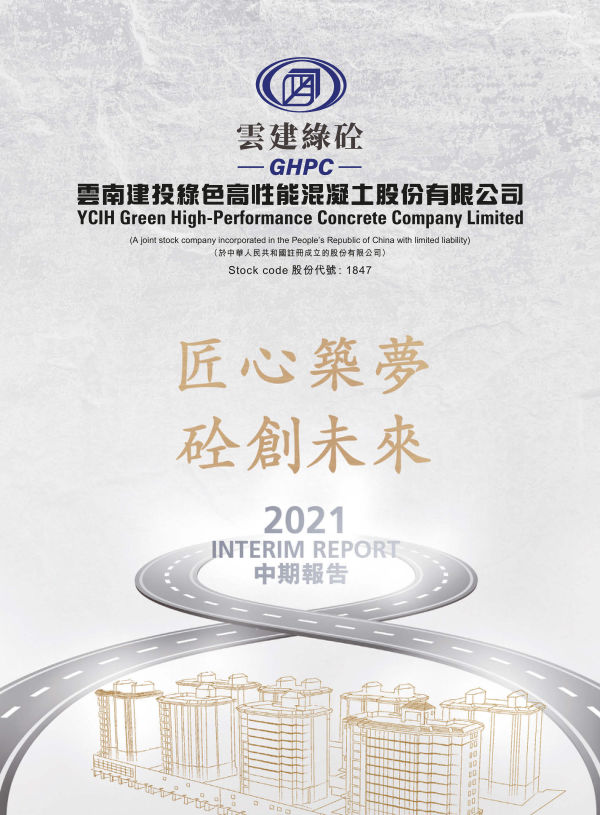 雲建綠砼
GHPC
雲南建投綠色高性能混凝土股份有限公司
YCIH Green High-Performance Concrete Company Limited
(A joint stock company incorporated in the People's Republic of China with limited liability)
（於中華人民共和國註冊成立的股份有限公司）
Stock code 股份代號：1847
匠心築夢
砼創未來
2021
INTERIM REPORT
中期報告